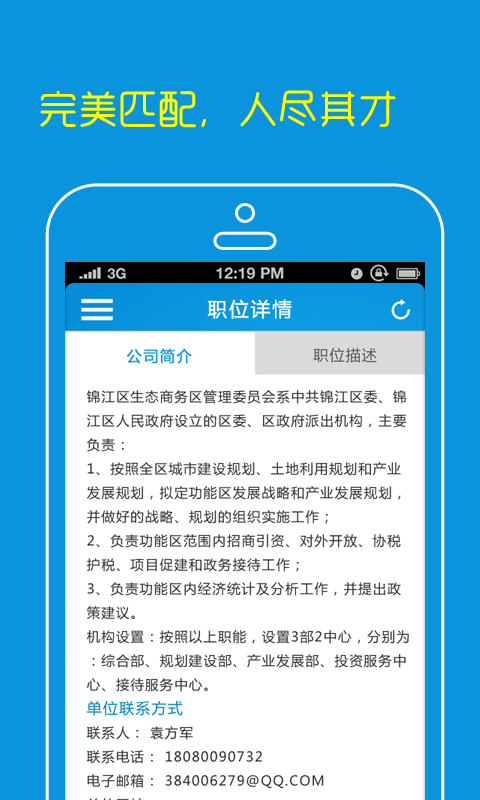 完美匹配，人尽其才
3G 12:19 PM
职位详情
公司简介 职位描述
锦江区生态商务区管理委员会系中共锦江区委、锦
江区人民政府设立的区委、区政府派出机构，主要
负责：
1、按照全区城市建设规划、土地利用规划和产业
发展规划，拟定功能区发展战略和产业发展规划，
并做好的战略、规划的组织实施工作；
2、负责功能区范围内招商引资、对外开放、协税
护税、项目促建和政务接待工作；
3、负责功能区内经济统计及分析工作，并提出政
策建议。
机构设置：按照以上职能，设置3部2中心，分别为
：综合部、规划建设部、产业发展部、投资服务中
心、接待服务中心。
单位联系方式
联系人： 袁方军
联系电话： 18080090732
电子邮箱： 384006279@QQ.COM